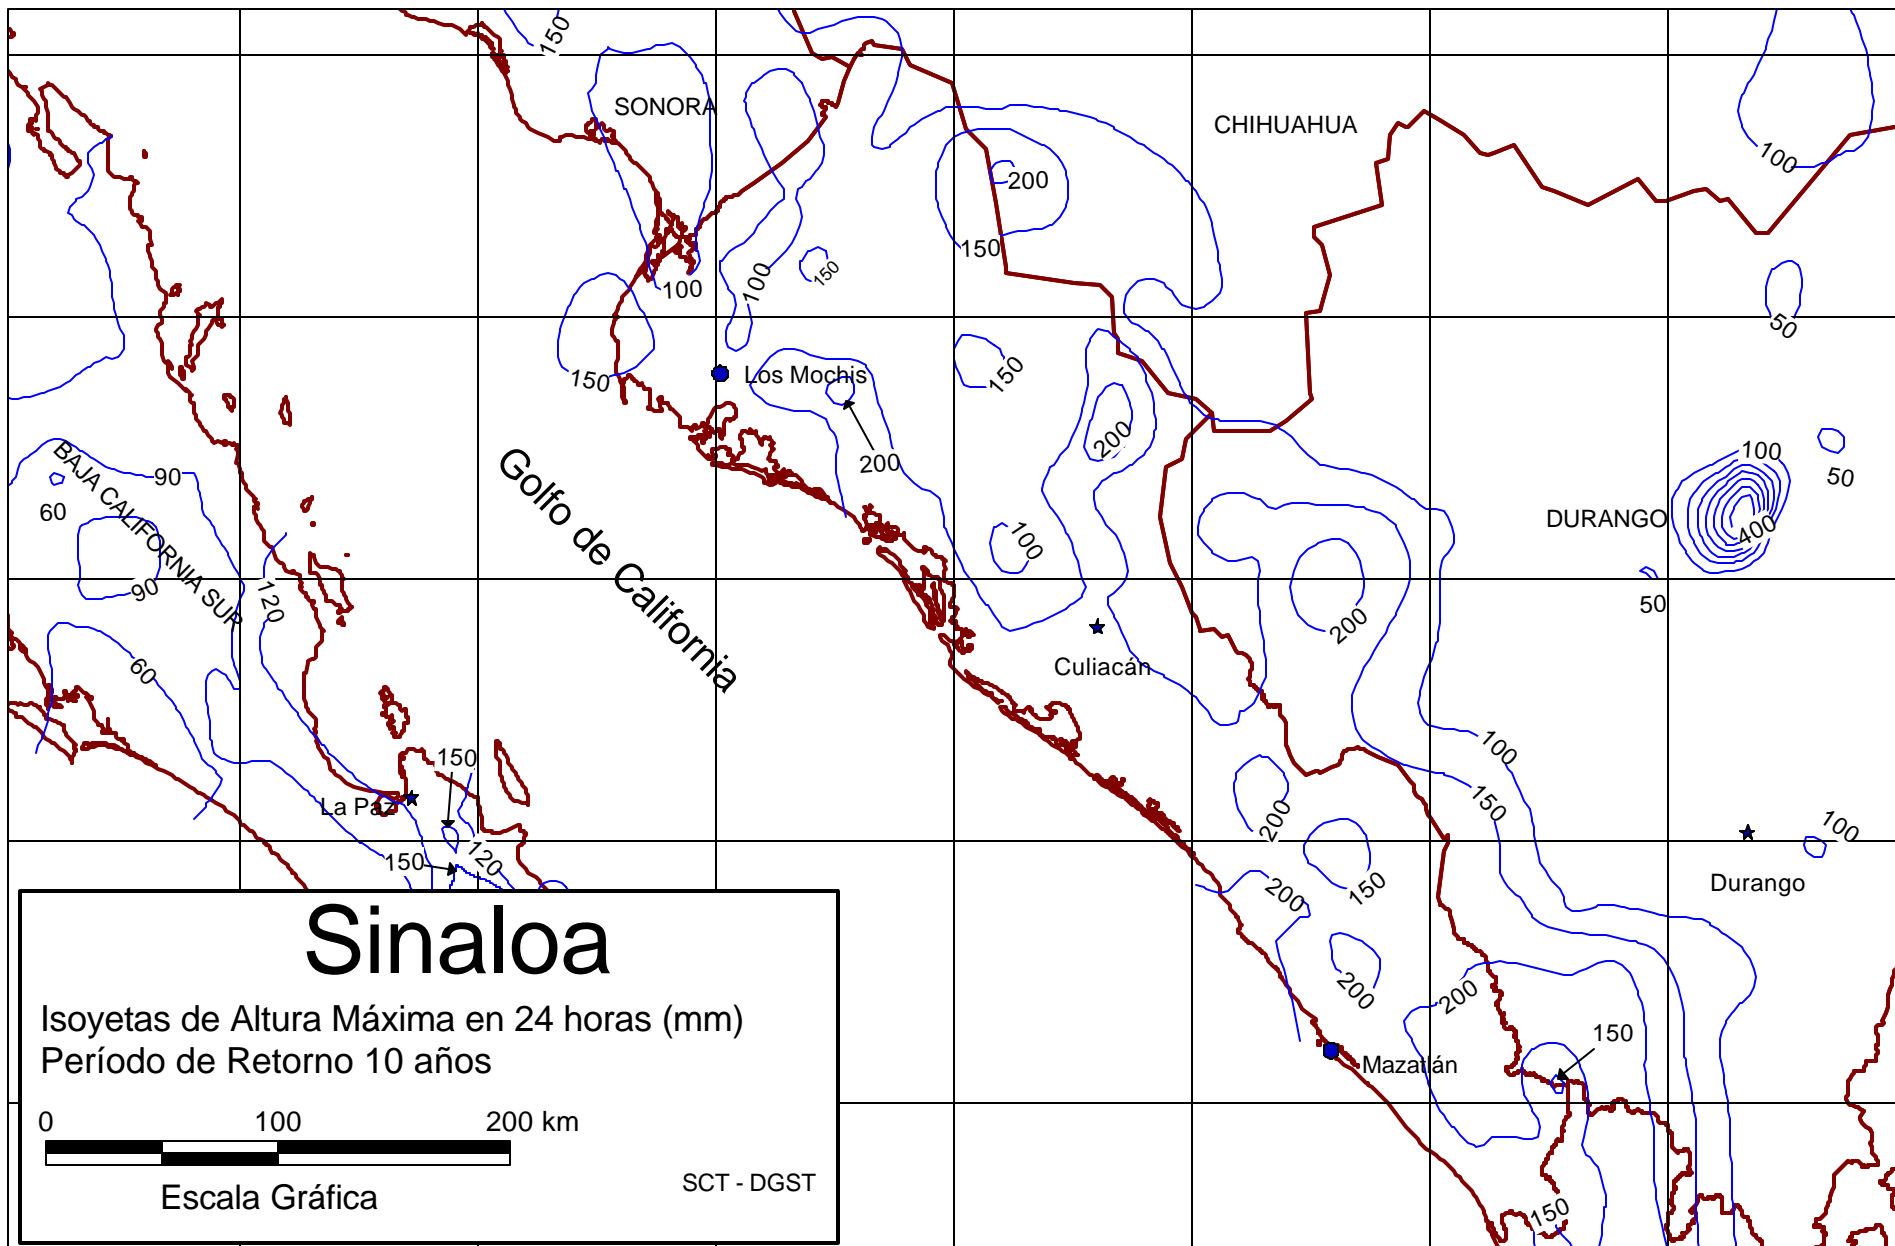 150
SONORA
CHIHUAHUA
100
200
150
100
100
150
50
150
150
Los Mochis
200
200
100
50
90
BAJA CALIFORNIA SUR
60
Golfo de California
100
DURANGO
400
90
120
50
200
Culiacán
60
100
150
150
La Paz
200
100
150
120
200
150
Durango
Sinaloa
Isoyetas de Altura Máxima en 24 horas (mm)
Período de Retorno 10 años
0 100 200 km
Escala Gráfica
SCT - DGST
200
200
150
Mazatlán
150